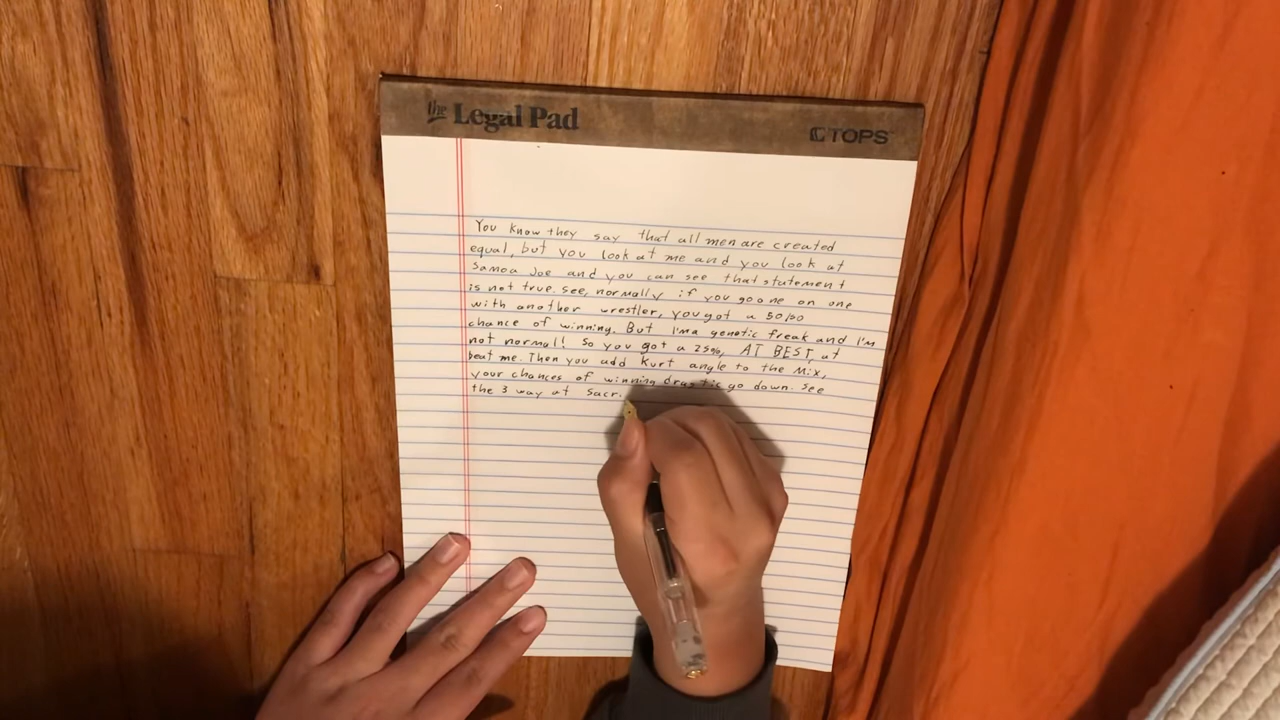 the Legal Pad
TOPS
You know they say that all men are created
equal, but you look at me and you look at
Samoa Joe and you can see that statement
is not true. See, normally if you go one on one
with another wrestler, you got a 50/50
chance of winning. But I'm a genetic freak and I'm
not normal! So you got a 25%, AT BEST, at
beat me. Then you add Kurt angle to the Mix,
your chances of winning drastic go down. See
the 3 way at Sacr